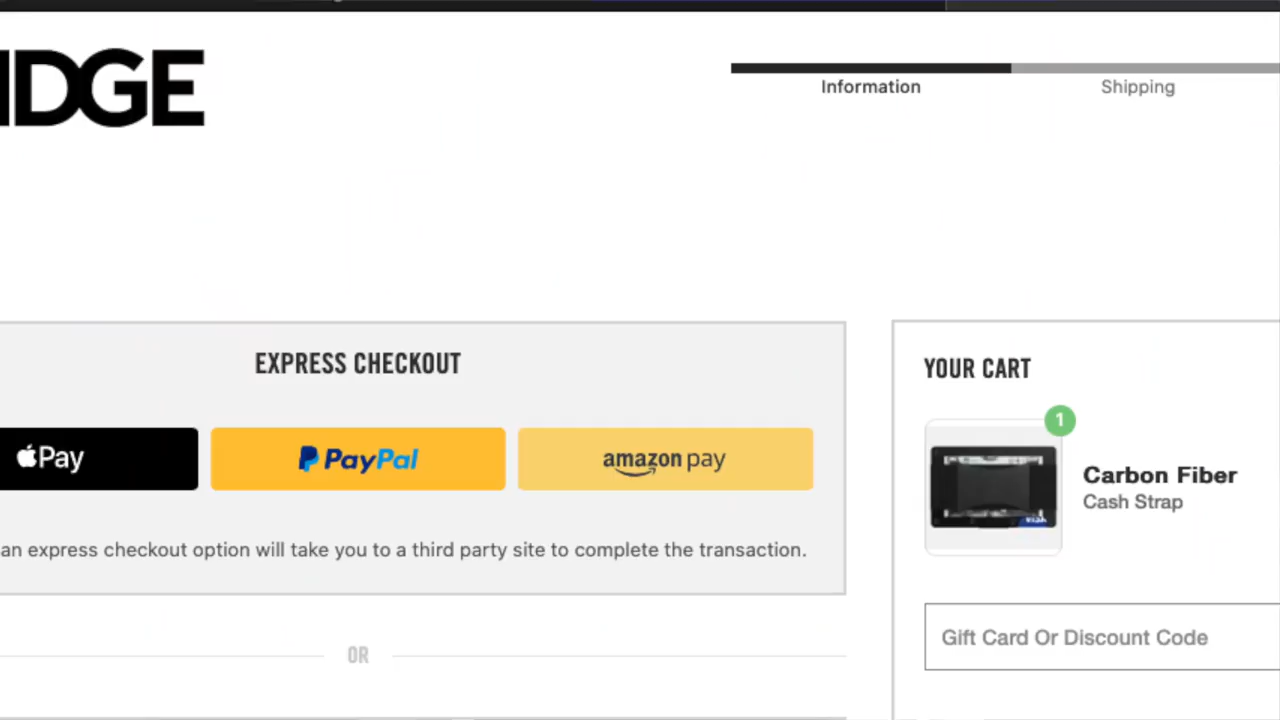 IDGE
Information
Shipping
EXPRESS CHECKOUT
YOUR CART
Pay
PayPal
amazon pay
1
Carbon Fiber
Cash Strap
VISA
an express checkout option will take you to a third party site to complete the transaction.
Gift Card Or Discount Code
OR